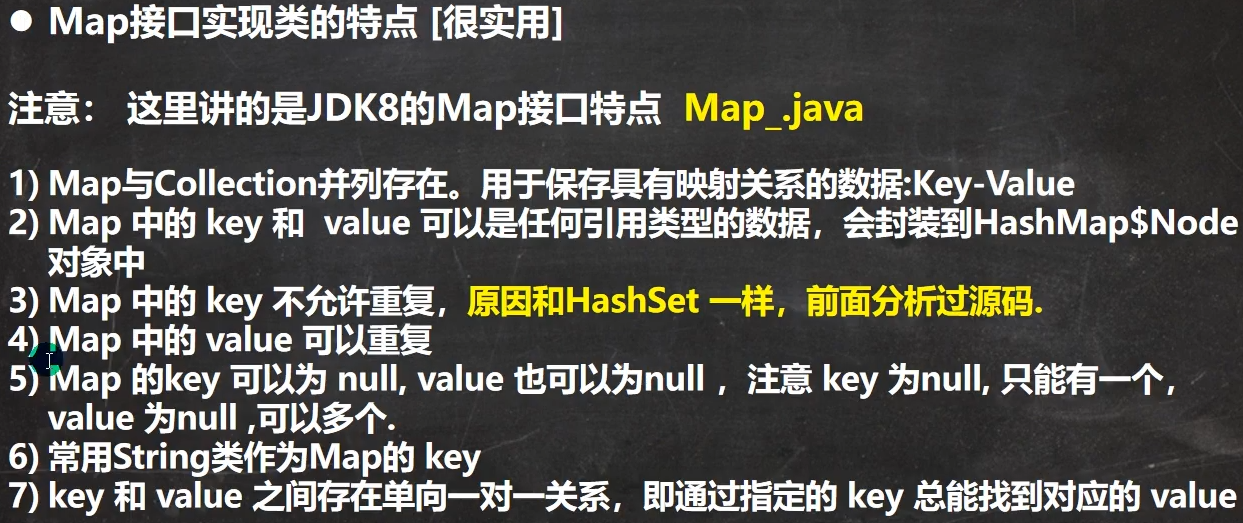 ● Map接口实现类的特点 [很实用]
注意： 这里讲的是JDK8的Map接口特点 Map_.java
1) Map与Collection并列存在。用于保存具有映射关系的数据:Key-Value
2) Map 中的 key 和 value 可以是任何引用类型的数据，会封装到HashMap$Node
对象中
3) Map 中的 key 不允许重复，原因和HashSet 一样，前面分析过源码.
4) Map 中的 value 可以重复
5) Map 的key 可以为 null, value 也可以为null ，注意 key 为null, 只能有一个，
value 为null ,可以多个.
6) 常用String类作为Map的 key
7) key 和 value 之间存在单向一对一关系，即通过指定的 key 总能找到对应的 value